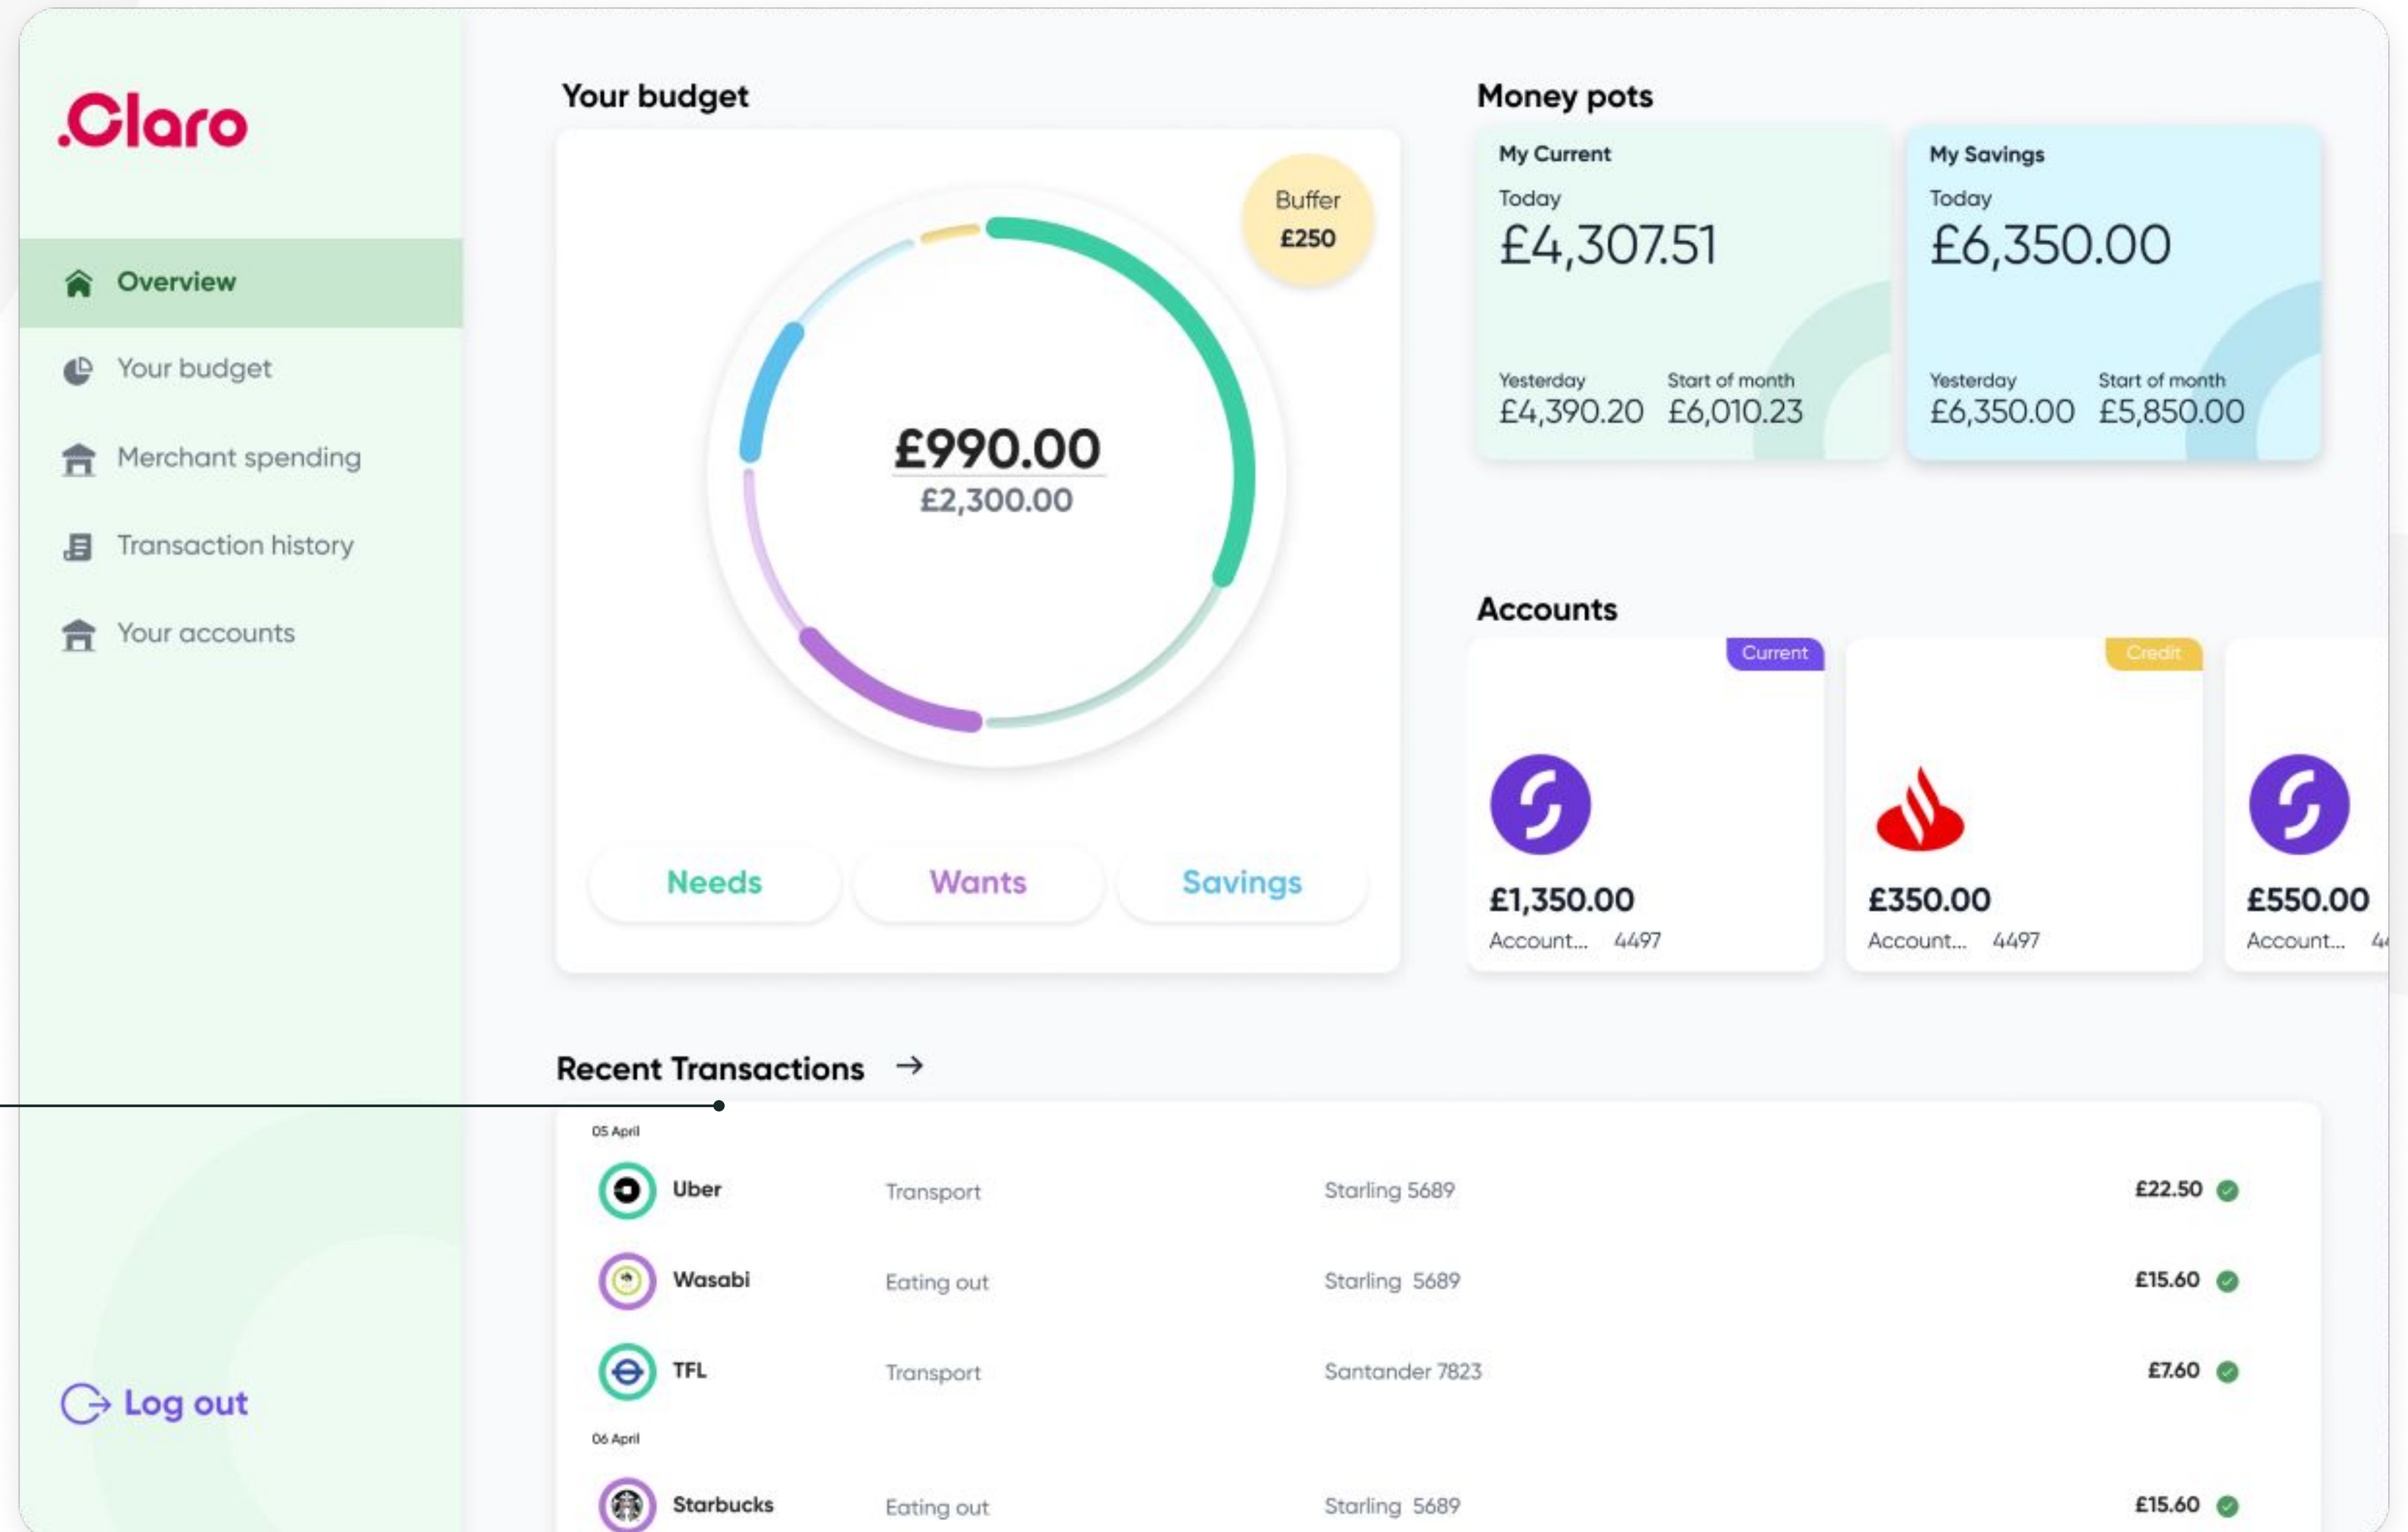 .Claro
Overview
Your budget
Merchant spending
Transaction history
Your accounts
Log out
Your budget
Buffer
£250
£990.00
£2,300.00
Needs Wants Savings
Money pots
My Current
Today
£4,307.51
Yesterday Start of month
£4,390.20 £6,010.23
My Savings
Today
£6,350.00
Yesterday Start of month
£6,350.00 £5,850.00
Accounts
Current
£1,350.00
Account... 4497
Credit
£350.00
Account... 4497
£550.00
Account...
Recent Transactions →
05 April
Uber Transport Starling 5689 £22.50
Wasabi Eating out Starling 5689 £15.60
TFL Transport Santander 7823 £7.60
06 April
Starbucks Eating out Starling 5689 £15.60